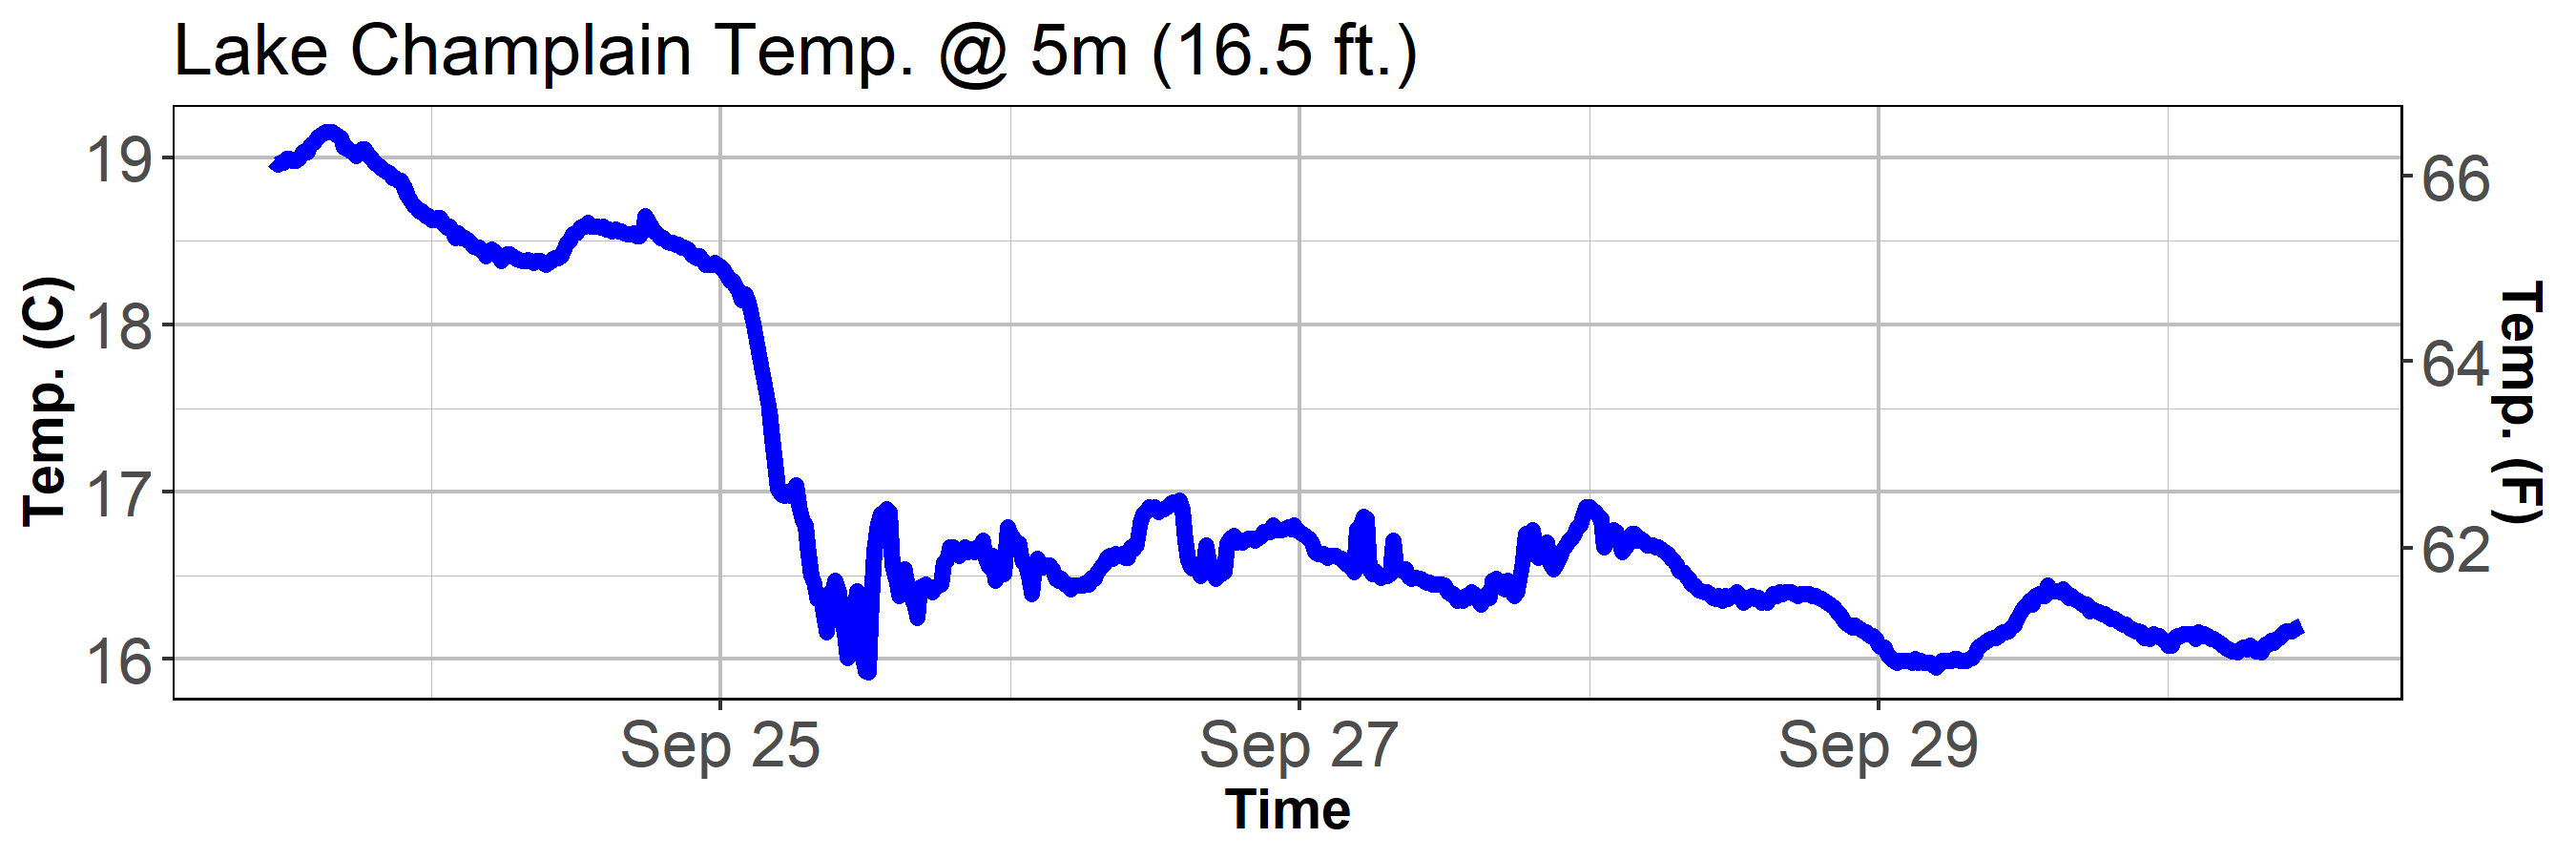 Lake Champlain Temp. @ 5m (16.5 ft.)
19
18
17
16
Temp. (C)
66
64
62
Temp. (F)
Sep 25 Sep 27 Sep 29
Time